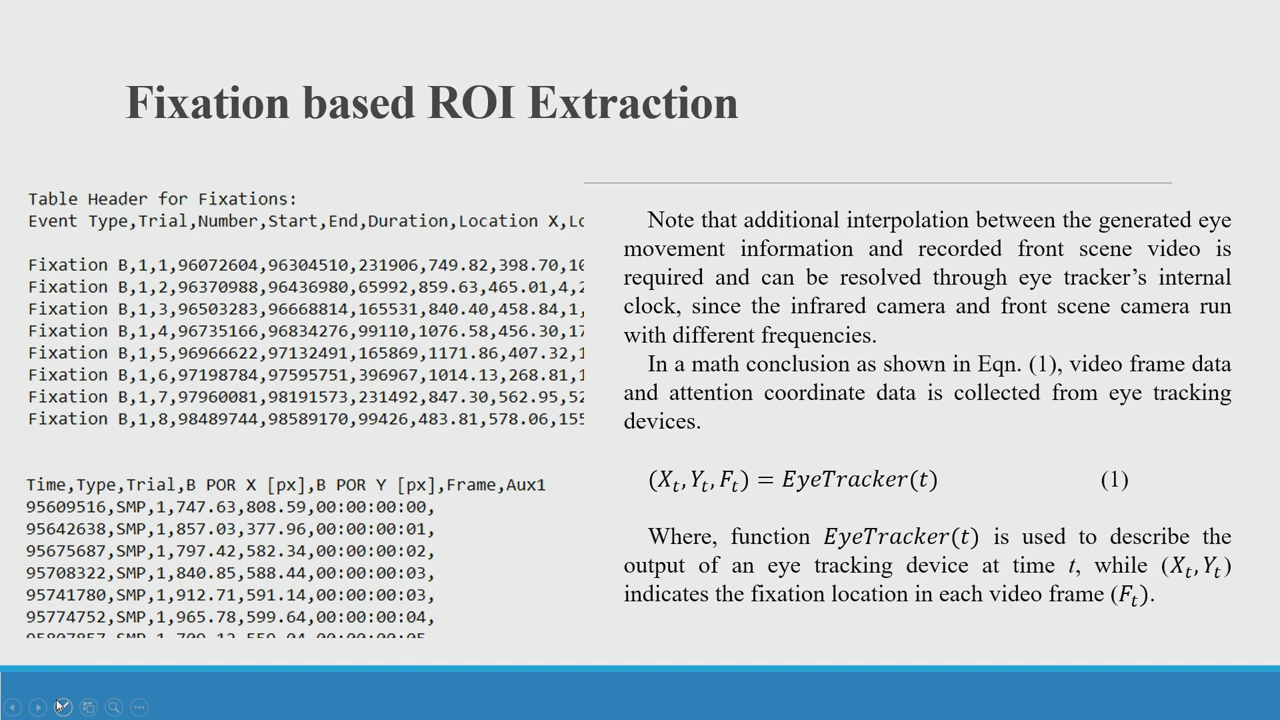 Fixation based ROI Extraction
Table Header for Fixations:
Event Type,Trial,Number,Start,End,Duration,Location X,Lo
Fixation B,1,1,96072604,96304510,231906,749.82,398.70,10
Fixation B,1,2,96370988,96436980,65992,859.63,465.01,4,2
Fixation B,1,3,96503283,96668814,165531,840.40,458.84,1,
Fixation B,1,4,96735166,96834276,99110,1076.58,456.30,17
Fixation B,1,5,96966622,97132491,165869,1171.86,407.32,1
Fixation B,1,6,97198784,97595751,396967,1014.13,268.81,1
Fixation B,1,7,97960081,98191573,231492,847.30,562.95,52
Fixation B,1,8,98489744,98589170,99426,483.81,578.06,155
Time,Type,Trial,B POR X [px],B POR Y [px],Frame,Aux1
95609516,SMP,1,747.63,808.59,00:00:00:00,
95642638,SMP,1,857.03,377.96,00:00:00:01,
95675687,SMP,1,797.42,582.34,00:00:00:02,
95708322,SMP,1,840.85,588.44,00:00:00:03,
95741780,SMP,1,912.71,591.14,00:00:00:03,
95774752,SMP,1,965.78,599.64,00:00:00:04,
Note that additional interpolation between the generated eye
movement information and recorded front scene video is
required and can be resolved through eye tracker’s internal
clock, since the infrared camera and front scene camera run
with different frequencies.
In a math conclusion as shown in Eqn. (1), video frame data
and attention coordinate data is collected from eye tracking
devices.
(Xₜ, Yₜ, Fₜ) = EyeTracker(t) (1)
Where, function EyeTracker(t) is used to describe the
output of an eye tracking device at time t, while (Xₜ, Yₜ)
indicates the fixation location in each video frame (Fₜ).